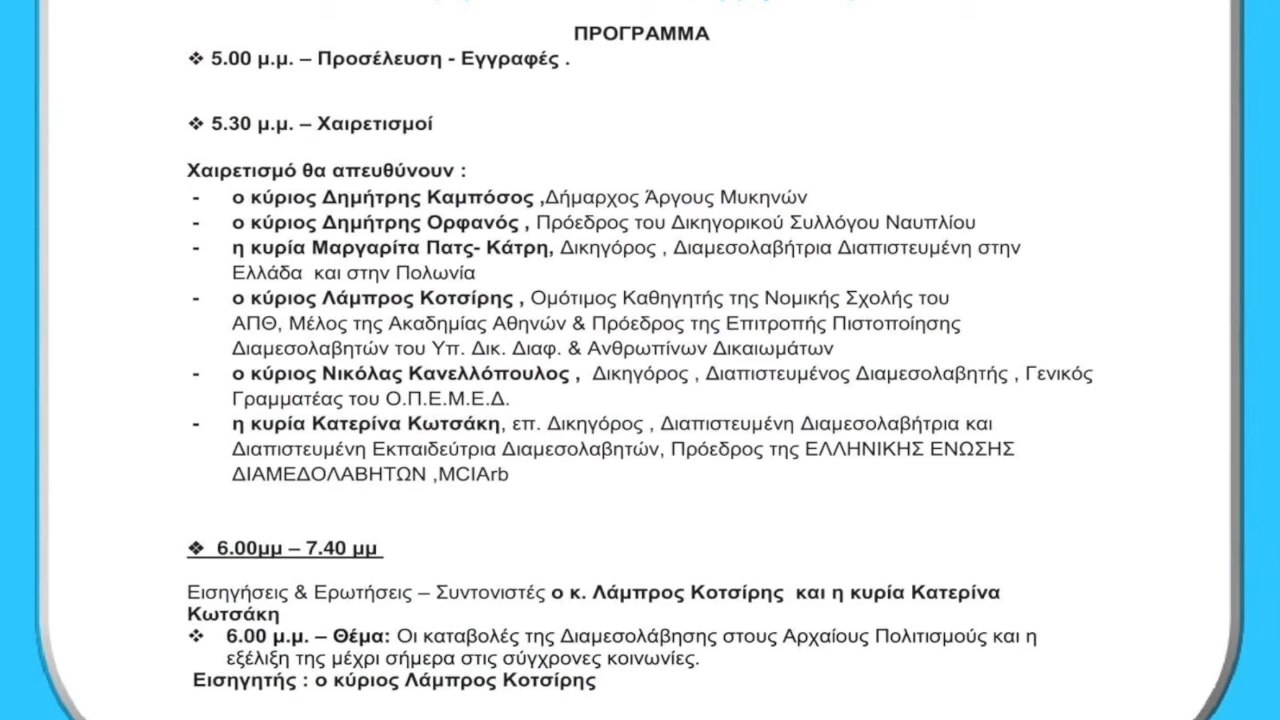 ΠΡΟΓΡΑΜΜΑ
❖ 5.00 μ.μ. – Προσέλευση - Εγγραφές .
❖ 5.30 μ.μ. – Χαιρετισμοί
Χαιρετισμό θα απευθύνουν :
- ο κύριος Δημήτρης Καμπόσος ,Δήμαρχος Άργους Μυκηνών
- ο κύριος Δημήτρης Ορφανός , Πρόεδρος του Δικηγορικού Συλλόγου Ναυπλίου
- η κυρία Μαργαρίτα Πατς- Κάτρη, Δικηγόρος , Διαμεσολαβήτρια Διαπιστευμένη στην
Ελλάδα και στην Πολωνία
- ο κύριος Λάμπρος Κοτσίρης , Ομότιμος Καθηγητής της Νομικής Σχολής του
ΑΠΘ, Μέλος της Ακαδημίας Αθηνών & Πρόεδρος της Επιτροπής Πιστοποίησης
Διαμεσολαβητών του Υπ. Δικ. Διαφ. & Ανθρωπίνων Δικαιωμάτων
- ο κύριος Νικόλας Κανελλόπουλος , Δικηγόρος , Διαπιστευμένος Διαμεσολαβητής , Γενικός
Γραμματέας του Ο.Π.Ε.Μ.Ε.Δ.
- η κυρία Κατερίνα Κωτσάκη, επ. Δικηγόρος , Διαπιστευμένη Διαμεσολαβήτρια και
Διαπιστευμένη Εκπαιδεύτρια Διαμεσολαβητών, Πρόεδρος της ΕΛΛΗΝΙΚΗΣ ΕΝΩΣΗΣ
ΔΙΑΜΕΔΟΛΑΒΗΤΩΝ ,MCIArb
❖ 6.00μμ – 7.40 μμ
Εισηγήσεις & Ερωτήσεις – Συντονιστές ο κ. Λάμπρος Κοτσίρης και η κυρία Κατερίνα
Κωτσάκη
❖ 6.00 μ.μ. – Θέμα: Οι καταβολές της Διαμεσολάβησης στους Αρχαίους Πολιτισμούς και η
εξέλιξη της μέχρι σήμερα στις σύγχρονες κοινωνίες.
Εισηγητής : ο κύριος Λάμπρος Κοτσίρης